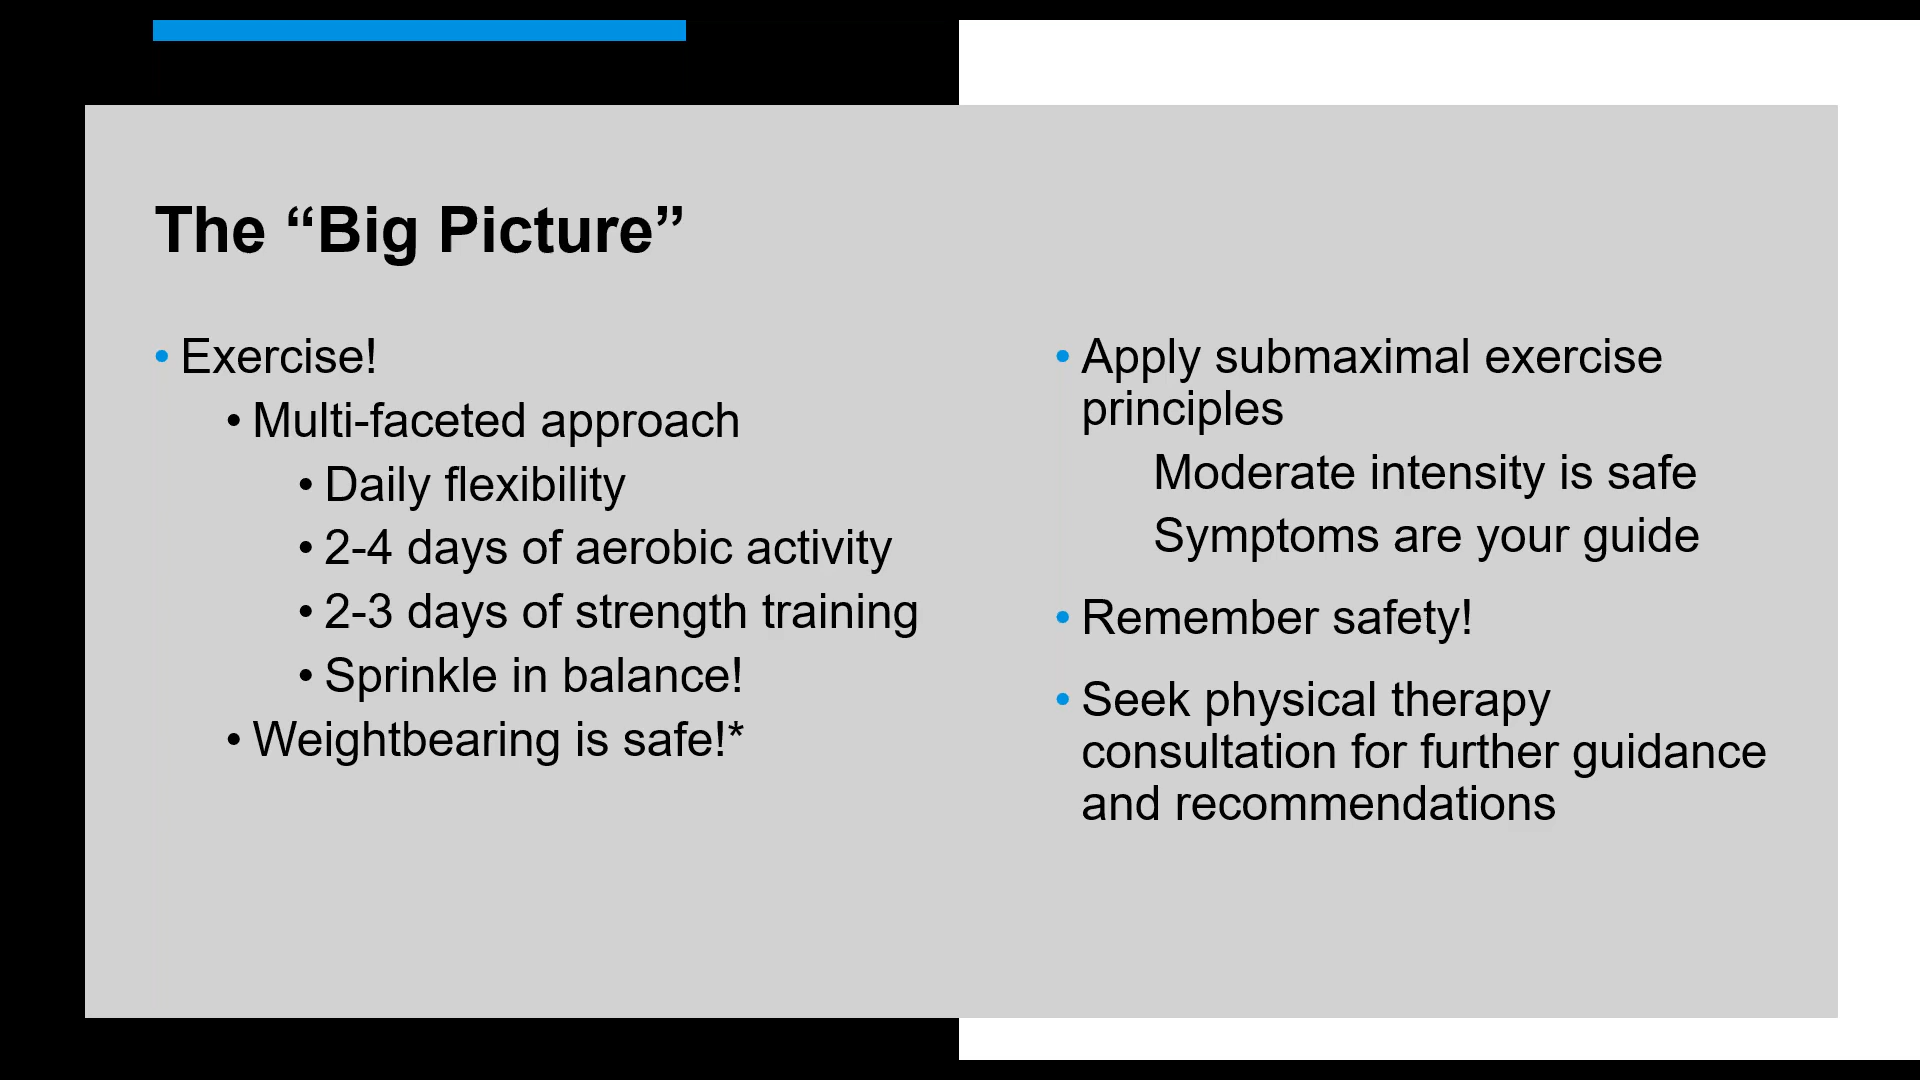 The “Big Picture”
• Exercise!
• Multi-faceted approach
• Daily flexibility
• 2-4 days of aerobic activity
• 2-3 days of strength training
• Sprinkle in balance!
• Weightbearing is safe!*
• Apply submaximal exercise
principles
Moderate intensity is safe
Symptoms are your guide
• Remember safety!
• Seek physical therapy
consultation for further guidance
and recommendations